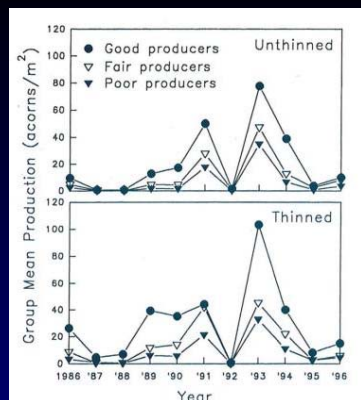 Group Mean Production (acorns/m²)
120
100
80
60
40
20
0
Good producers
Fair producers
Poor producers
Unthinned
120
100
80
60
40
20
0
Thinned
1986 '87 '88 '89 '90 '91 '92 '93 '94 '95 '96
Year